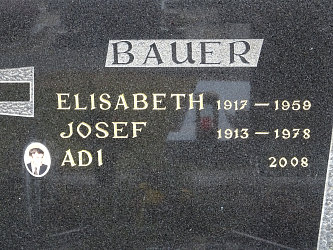 BAUER
ELISABETH 1917 – 1959
JOSEF 1913 – 1978
ADI 2008